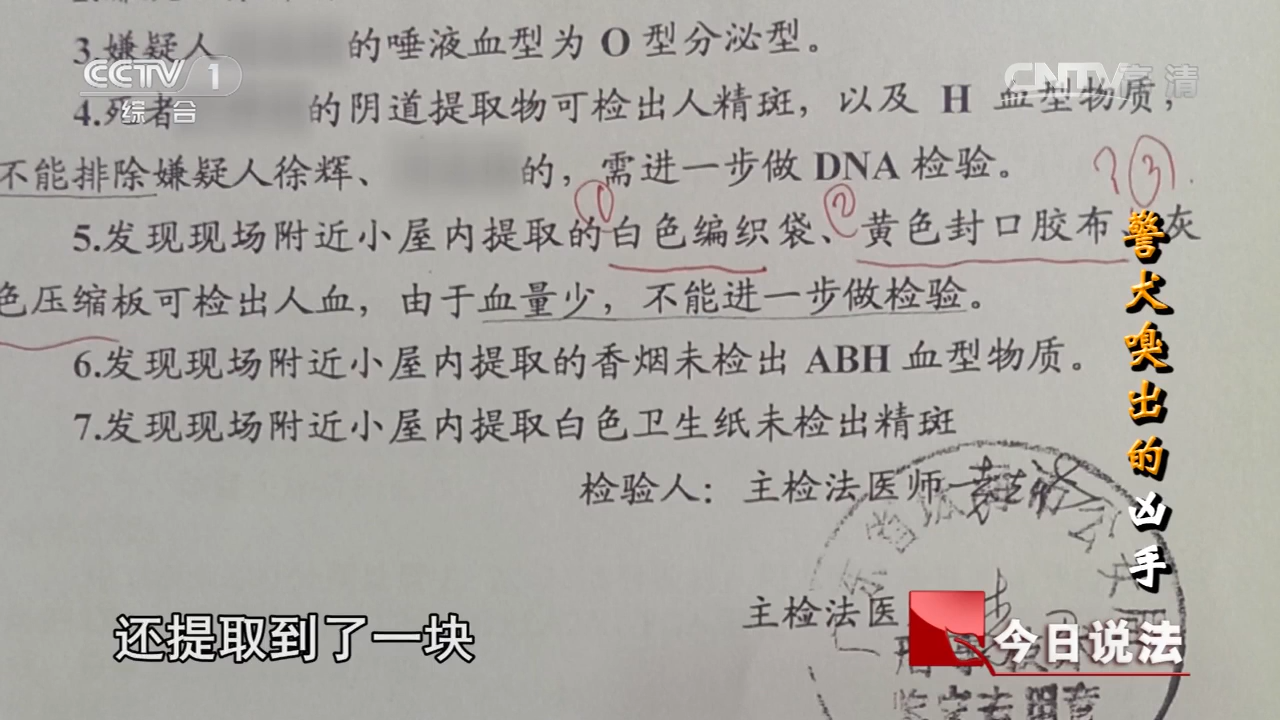 3.嫌疑人 的唾液血型为 O 型分泌型。
4.死者 的阴道提取物可检出人精斑，以及 H 血型物质，
不能排除嫌疑人徐辉、 的，需进一步做 DNA 检验。
5.发现现场附近小屋内提取的白色编织袋、黄色封口胶布、灰
色压缩板可检出人血，由于血量少，不能进一步做检验。
6.发现现场附近小屋内提取的香烟未检出 ABH 血型物质。
7.发现现场附近小屋内提取白色卫生纸未检出精斑
检验人：主检法医师
主检法医
① ② ③
CCTV 1
综合
CNTV高清
警犬嗅出的凶手
还提取到了一块
今日说法
鉴定专用章